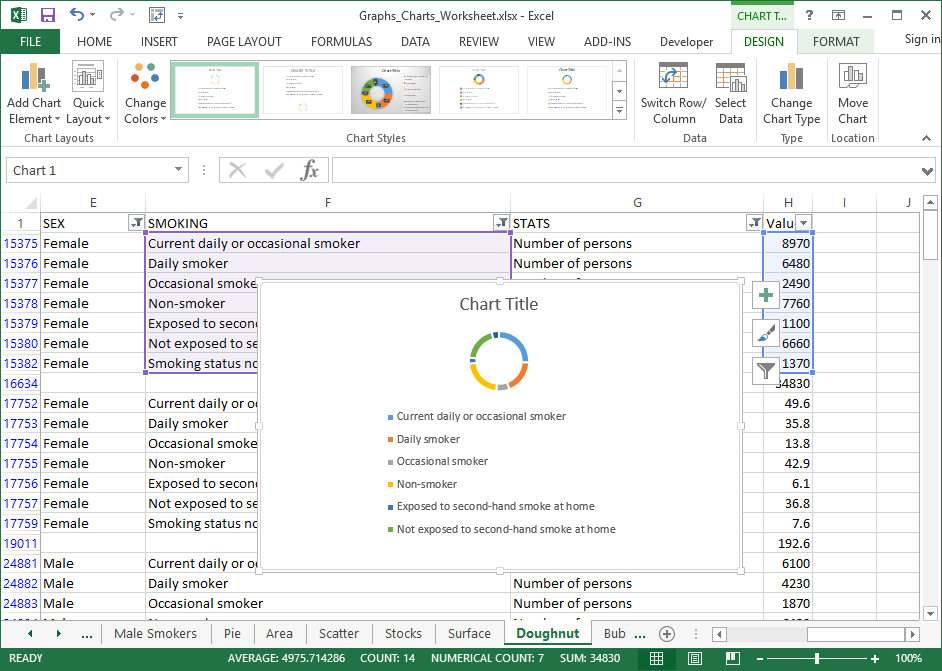 Graphs_Charts_Worksheet.xlsx - Excel
CHART T...
?
FILE HOME INSERT PAGE LAYOUT FORMULAS DATA REVIEW VIEW ADD-INS Developer DESIGN FORMAT Sign in
Add Chart Element
Quick Layout
Change Colors
Switch Row/ Column
Select Data
Change Chart Type
Move Chart
Chart Layouts Chart Styles Data Type Location
Chart 1
fx
E F G H I J
1 SEX SMOKING STATS Valu
15375 Female Current daily or occasional smoker Number of persons 8970
15376 Female Daily smoker Number of persons 6480
15377 Female Occasional smoke 2490
15378 Female Non-smoker 7760
15379 Female Exposed to second 1100
15380 Female Not exposed to se 6660
15382 Female Smoking status no 1370
16634 34830
17752 Female Current daily or o 49.6
17753 Female Daily smoker 35.8
17754 Female Occasional smoke 13.8
17755 Female Non-smoker 42.9
17756 Female Exposed to second 6.1
17757 Female Not exposed to se 36.8
17759 Female Smoking status no 7.6
19011 192.6
24881 Male Current daily or o 6100
24882 Male Daily smoker Number of persons 4230
24883 Male Occasional smoker Number of persons 1870
Chart Title
Current daily or occasional smoker
Daily smoker
Occasional smoker
Non-smoker
Exposed to second-hand smoke at home
Not exposed to second-hand smoke at home
... Male Smokers Pie Area Scatter Stocks Surface Doughnut Bub ...
READY AVERAGE: 4975.714286 COUNT: 14 NUMERICAL COUNT: 7 SUM: 34830 100%